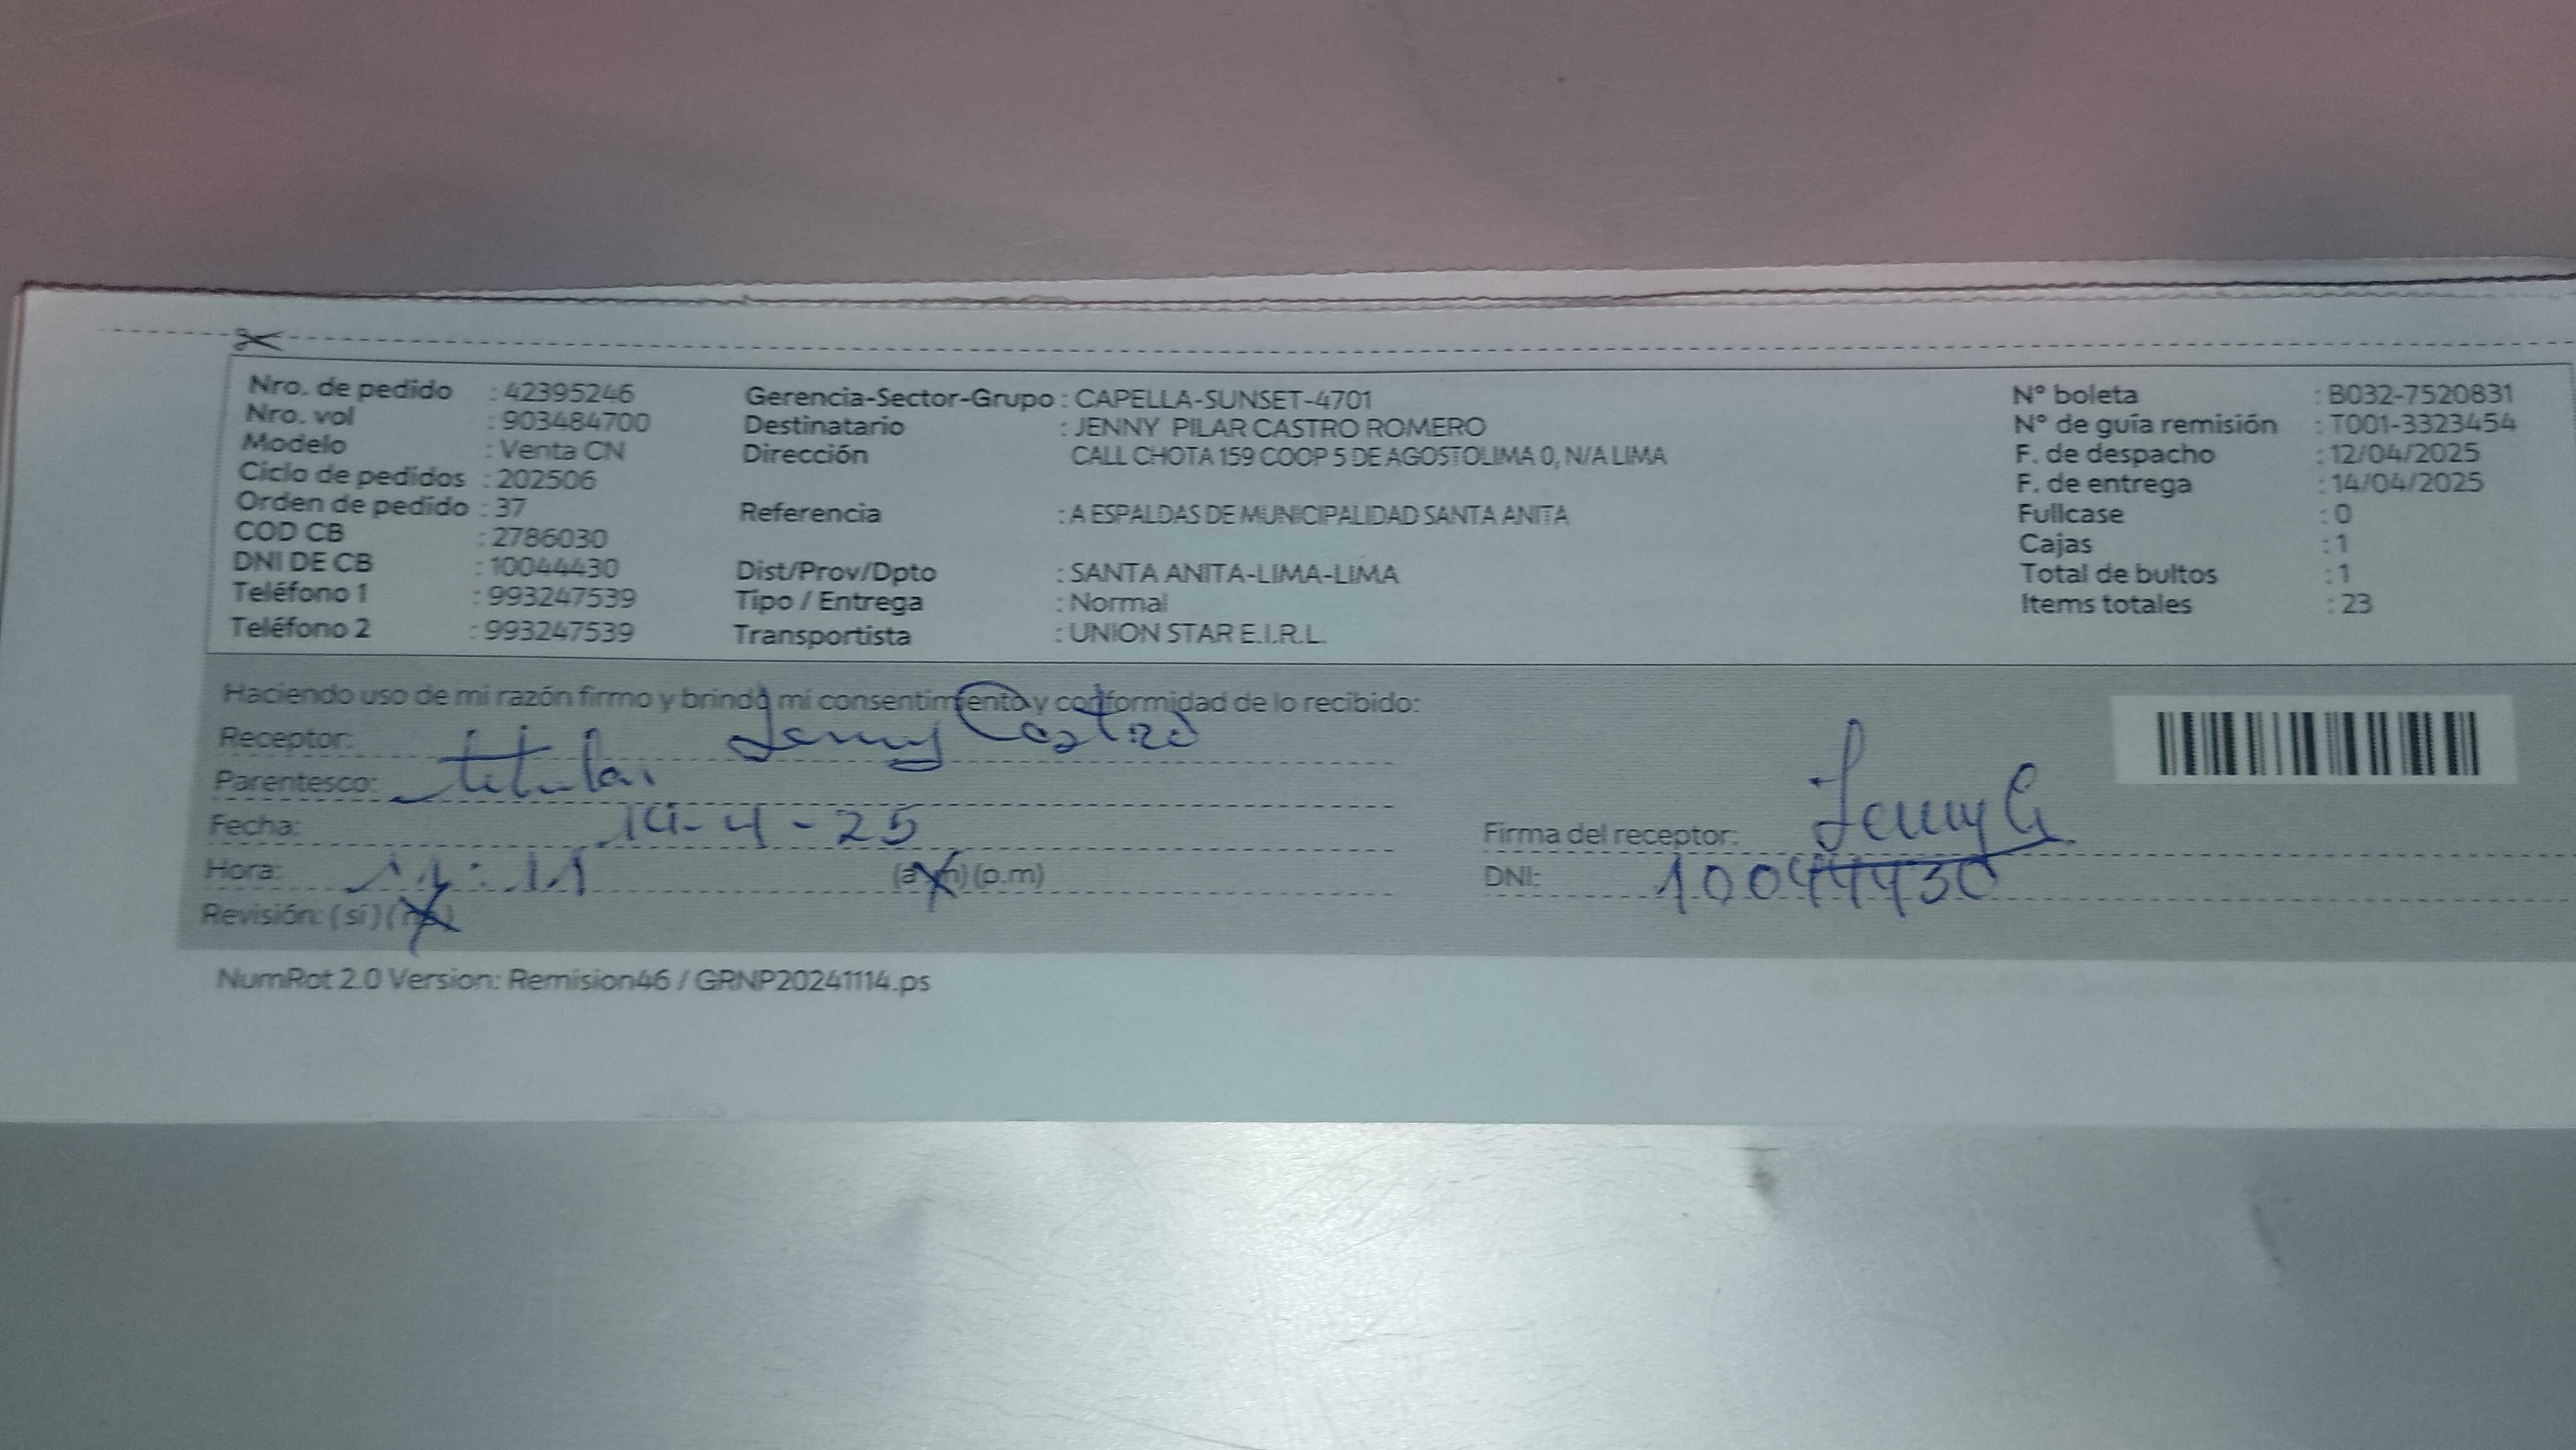 Nro. de pedido : 42395246
Nro. vol : 903484700
Modelo : Venta CN
Ciclo de pedidos : 202506
Orden de pedido : 37
COD CB : 2786030
DNI DE CB : 10044430
Teléfono 1 : 993247539
Teléfono 2 : 993247539
Gerencia-Sector-Grupo : CAPELLA-SUNSET-4701
Destinatario : JENNY PILAR CASTRO ROMERO
Dirección CALL CHOTA 159 COOP 5 DE AGOSTOLIMA 0, N/A LIMA
Referencia : A ESPALDAS DE MUNICIPALIDAD SANTA ANITA
Dist/Prov/Dpto : SANTA ANITA-LIMA-LIMA
Tipo / Entrega : Normal
Transportista : UNION STAR E.I.R.L.
N° boleta : B032-7520831
N° de guía remisión : T001-3323454
F. de despacho : 12/04/2025
F. de entrega : 14/04/2025
Fullcase : 0
Cajas : 1
Total de bultos : 1
Items totales : 23
Haciendo uso de mi razón firmo y brindo mi consentimiento y conformidad de lo recibido:
Receptor: Jenny Castro
Parentesco: titular
Fecha: 14-4-25
Hora: (a.m) (p.m)
Revisión: (sí) (no)
Firma del receptor: Jenny C
DNI: 10044430
NumRot 2.0 Version: Remision46 / GRNP20241114.ps